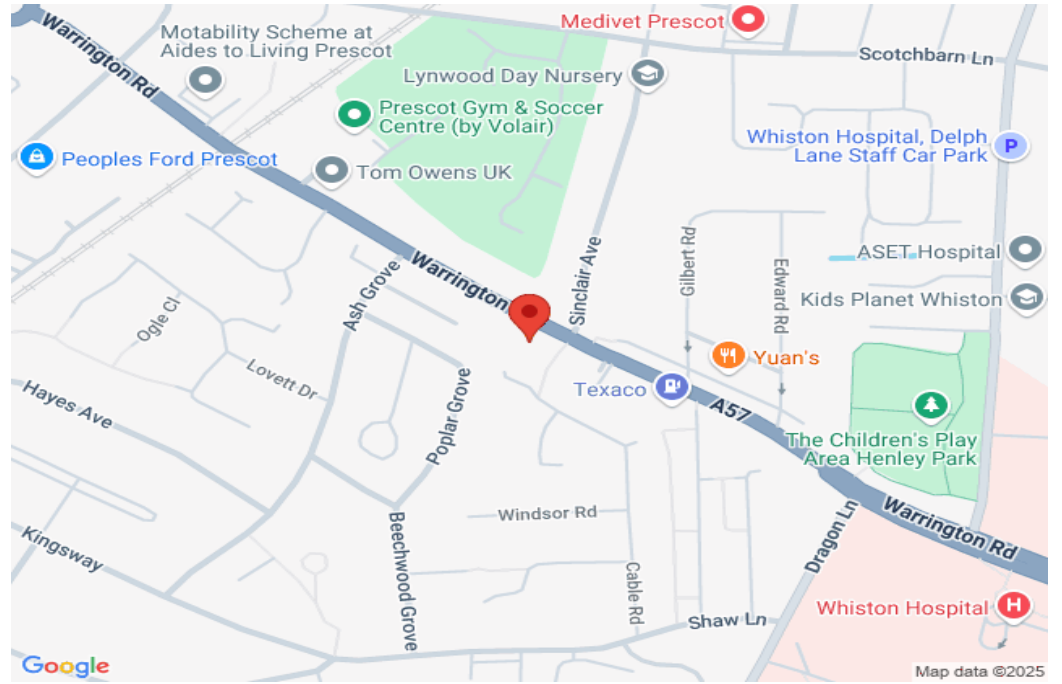 Warrington Rd
Motability Scheme at
Aides to Living Prescot
Medivet Prescot
Scotchbarn Ln
Lynwood Day Nursery
Prescot Gym & Soccer
Centre (by Volair)
Peoples Ford Prescot
Tom Owens UK
Whiston Hospital, Delph
Lane Staff Car Park
P
ASET Hospital
Kids Planet Whiston
Sinclair Ave
Gilbert Rd
Edward Rd
Warrington
Ash Grove
Ogle Cl
Lovett Dr
Hayes Ave
Poplar Grove
Texaco
Yuan's
A57
The Children's Play
Area Henley Park
Warrington Rd
Windsor Rd
Kingsway
Beechwood Grove
Cable Rd
Dragon Ln
Shaw Ln
Whiston Hospital
H
Google
Map data ©2025